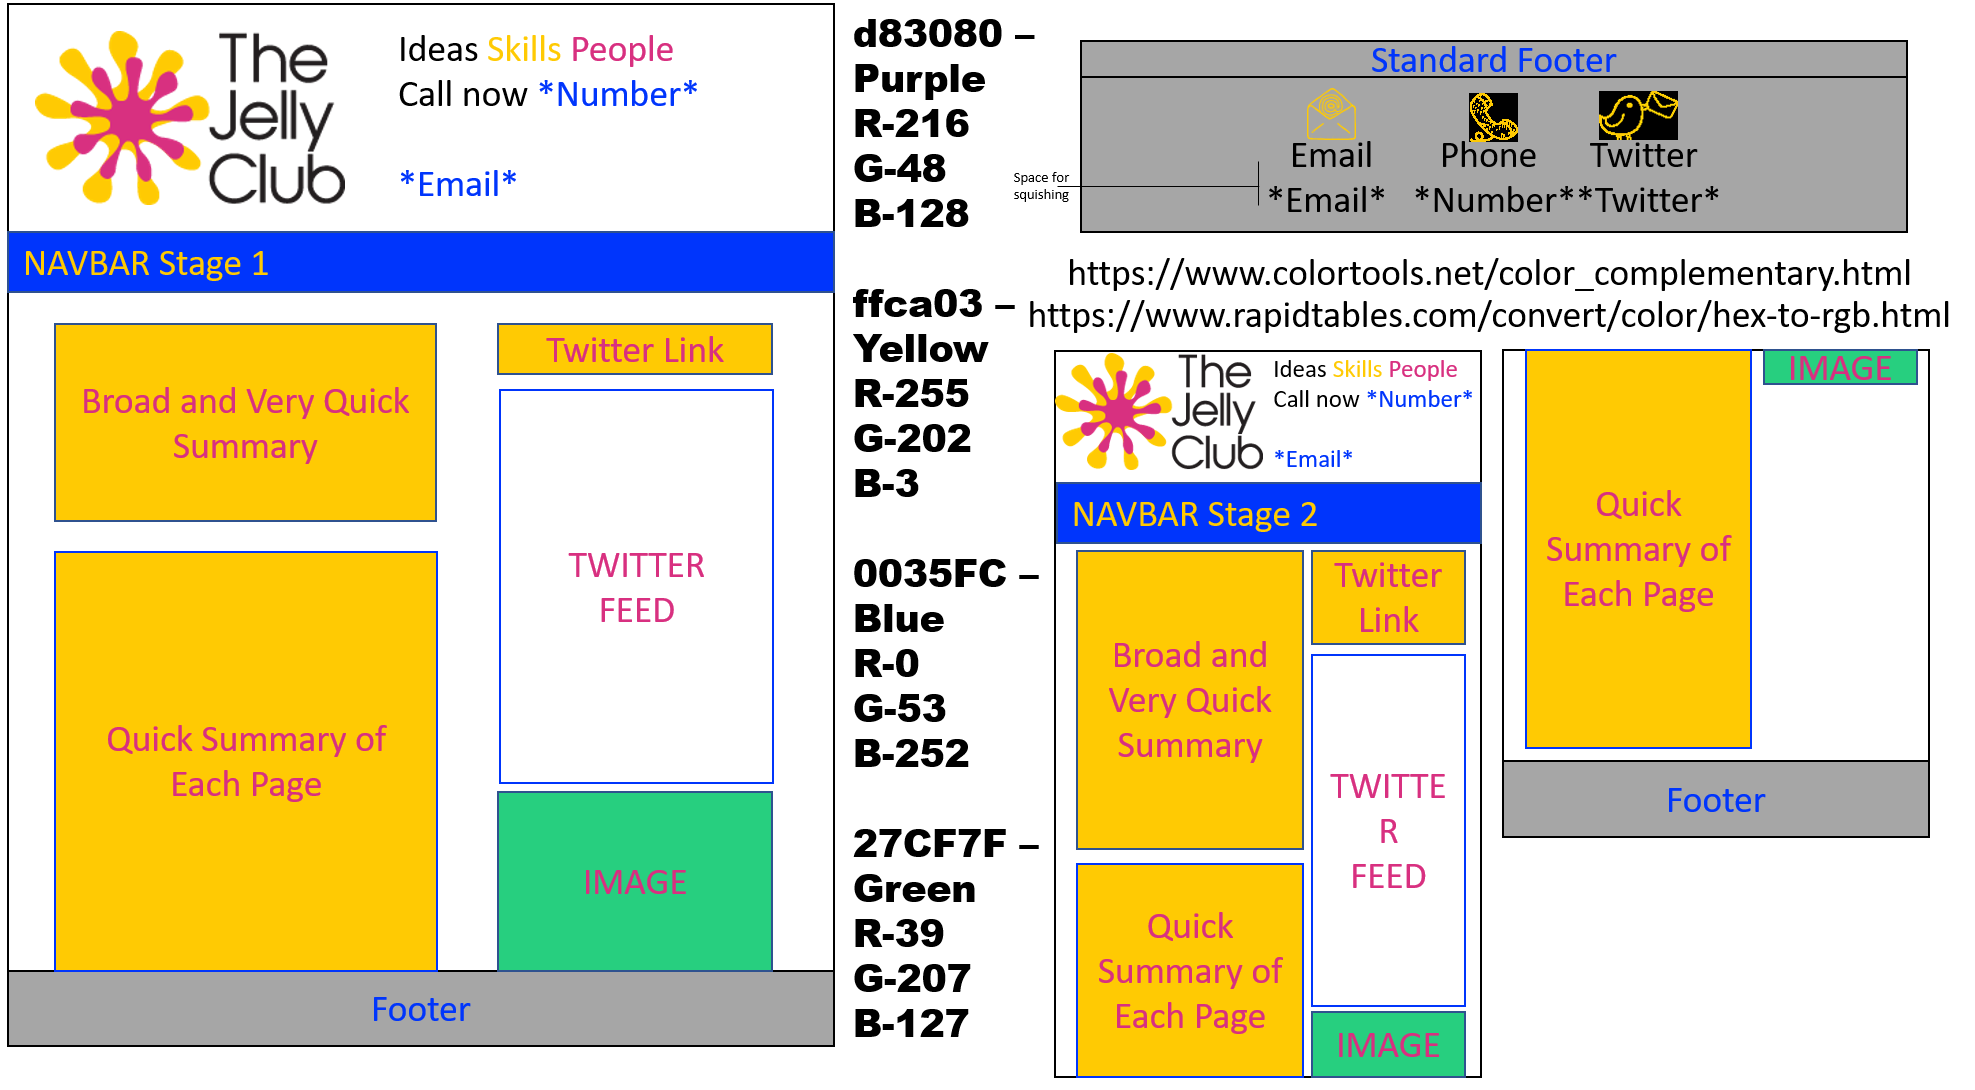 The
Jelly
Club
Ideas Skills People
Call now *Number*
*Email*
NAVBAR Stage 1
Broad and Very Quick
Summary
Quick Summary of
Each Page
Twitter Link
TWITTER
FEED
IMAGE
Footer
d83080 –
Purple
R-216
G-48
B-128
ffca03 –
Yellow
R-255
G-202
B-3
0035FC –
Blue
R-0
G-53
B-252
27CF7F –
Green
R-39
G-207
B-127
Standard Footer
Email
*Email*
Phone
*Number*
Twitter
*Twitter*
Space for
squishing
https://www.colortools.net/color_complementary.html
https://www.rapidtables.com/convert/color/hex-to-rgb.html
The
Jelly
Club
Ideas Skills People
Call now *Number*
*Email*
NAVBAR Stage 2
Broad and
Very Quick
Summary
Quick
Summary of
Each Page
Twitter
Link
TWITTE
R
FEED
IMAGE
Quick
Summary of
Each Page
IMAGE
Footer